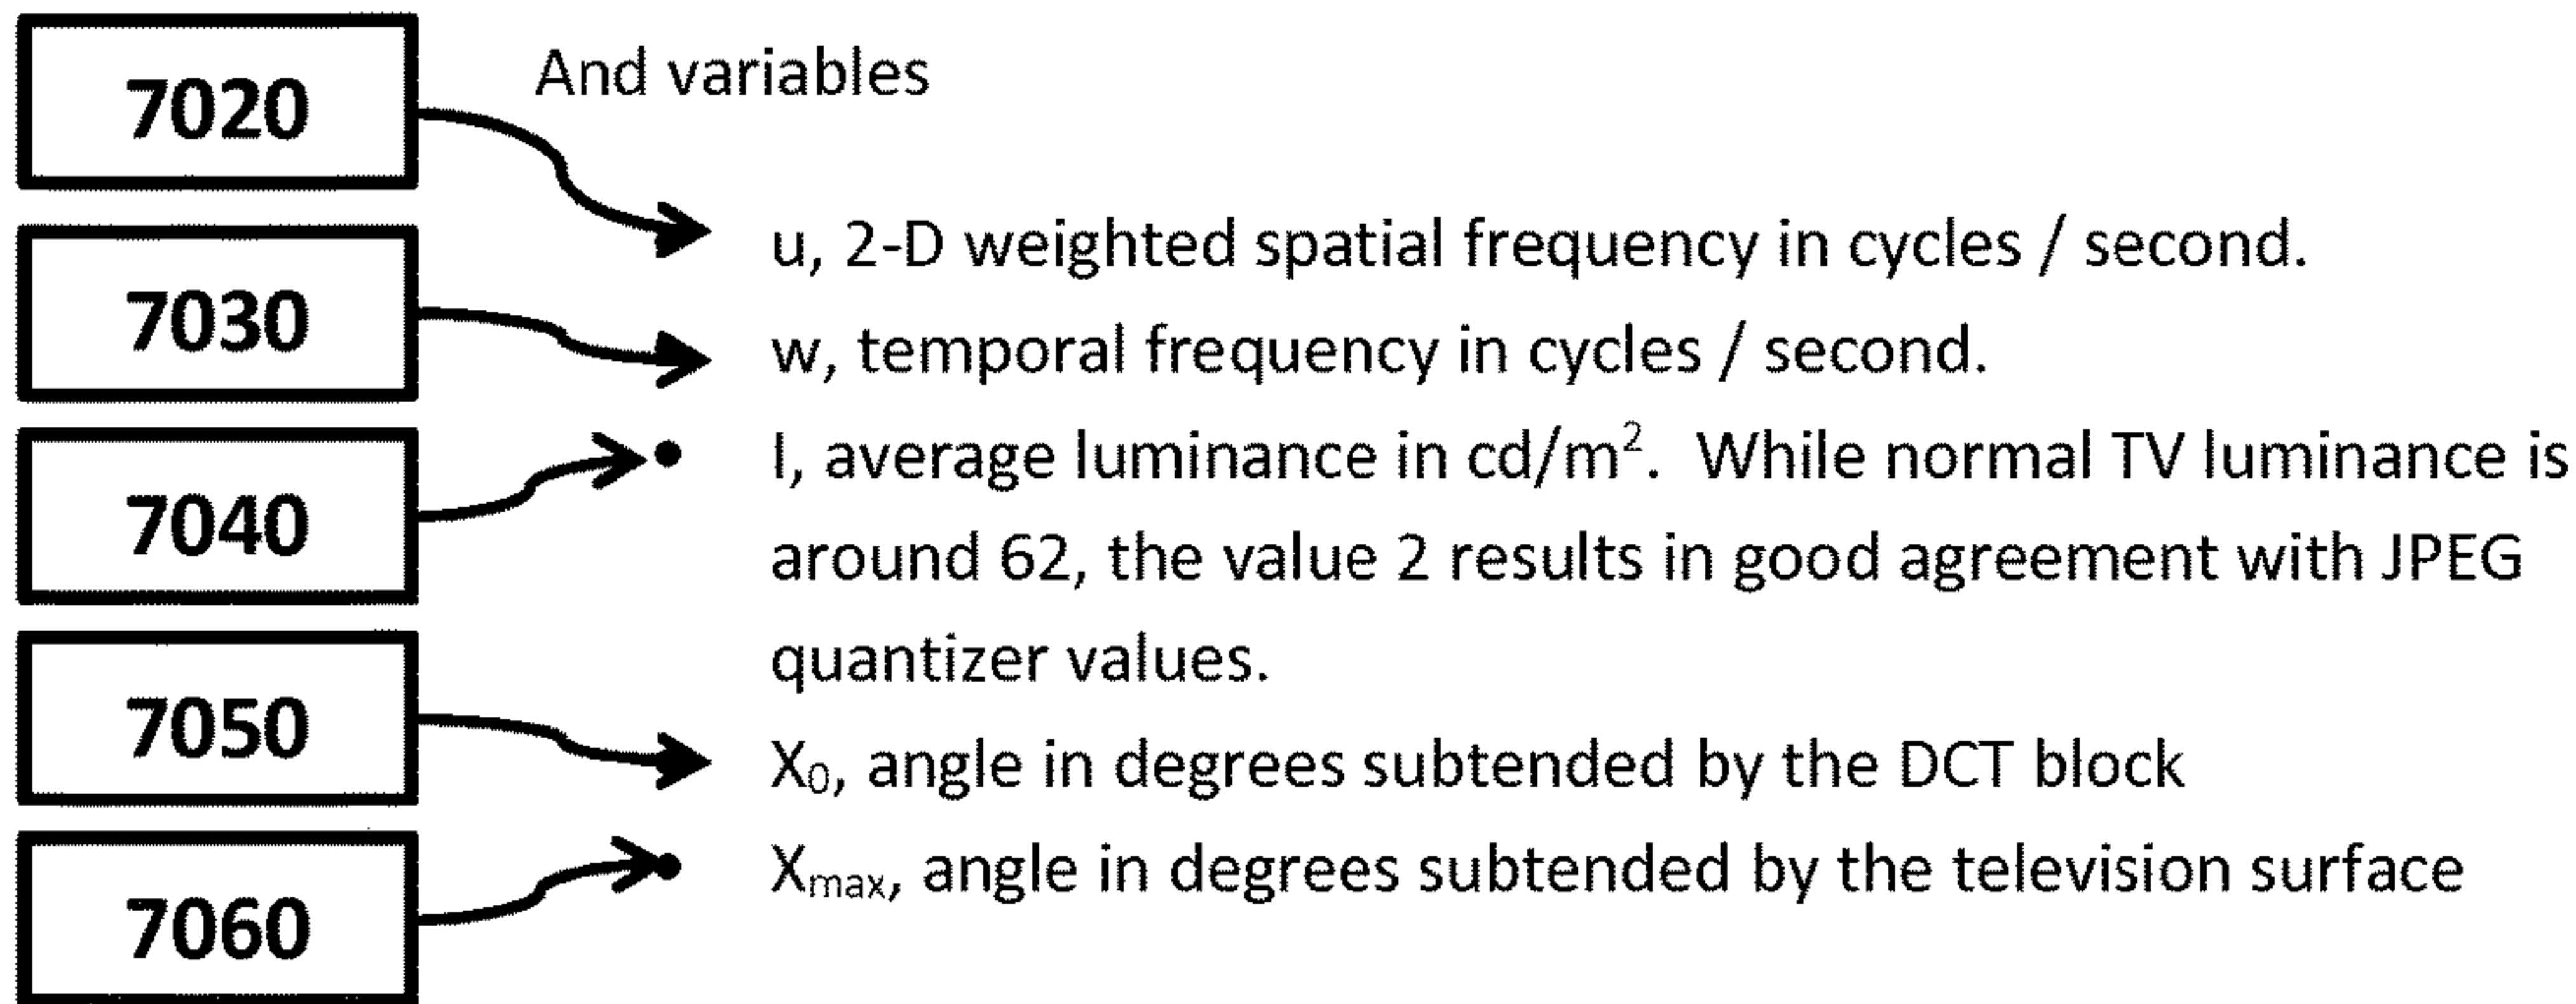 7020
And variables
u, 2-D weighted spatial frequency in cycles / second.
7030
w, temporal frequency in cycles / second.
7040
I, average luminance in cd/m². While normal TV luminance is
around 62, the value 2 results in good agreement with JPEG
quantizer values.
7050
X₀, angle in degrees subtended by the DCT block
7060
Xₘₐₓ, angle in degrees subtended by the television surface